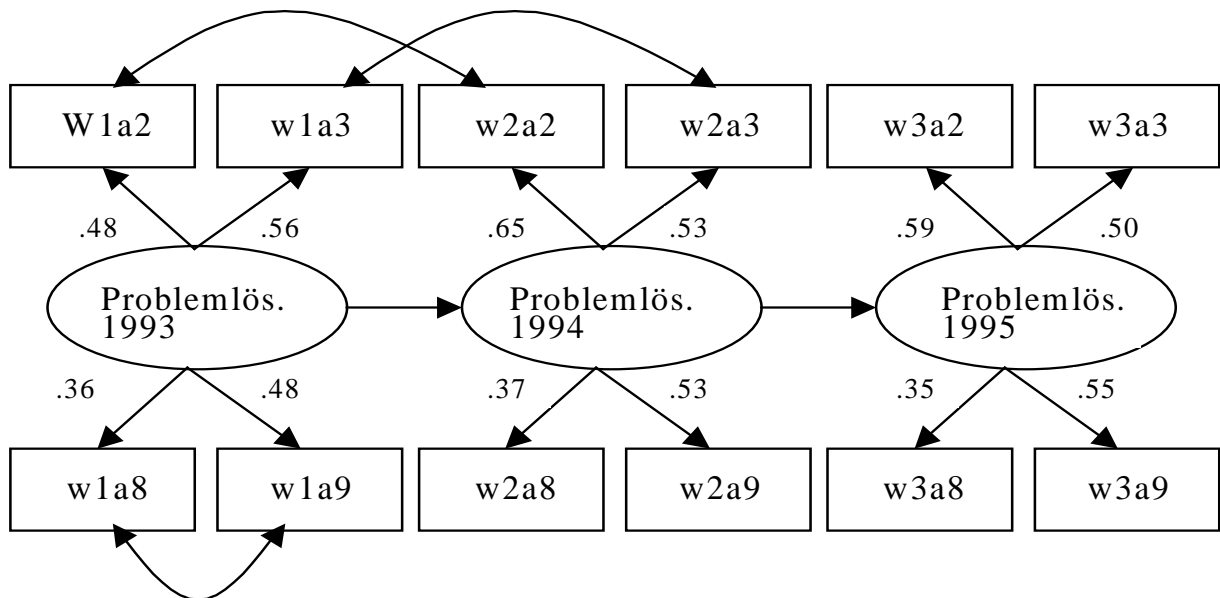 W1a2 w1a3 w2a2 w2a3 w3a2 w3a3
.48 .56 .65 .53 .59 .50
Problemlös. Problemlös. Problemlös.
1993 1994 1995
.36 .48 .37 .53 .35 .55
w1a8 w1a9 w2a8 w2a9 w3a8 w3a9